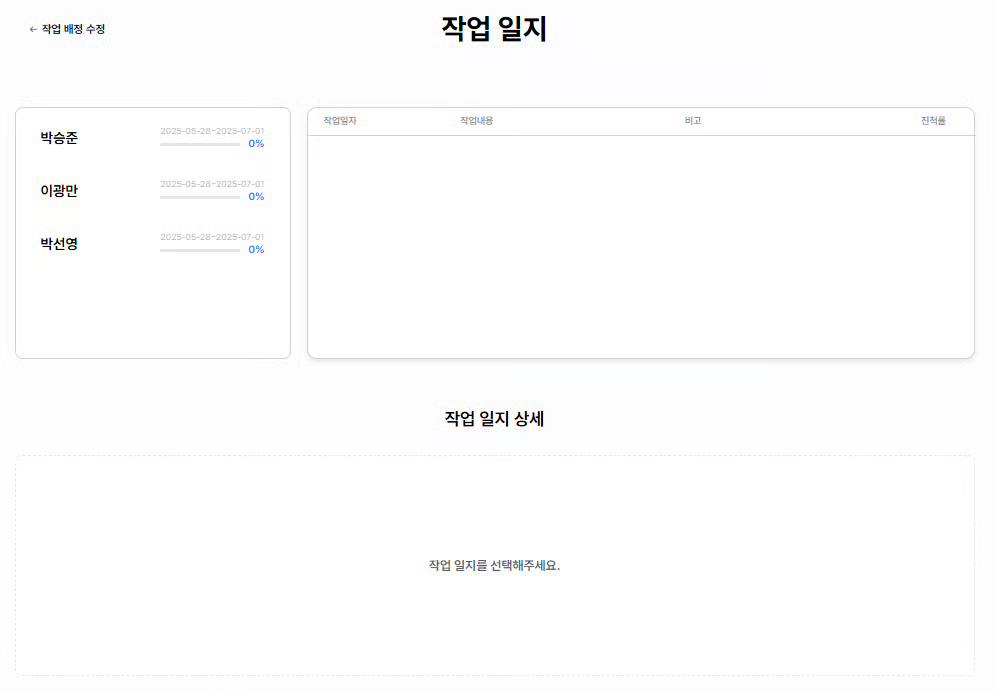 ← 작업 배정 수정
작업 일지
박승준
2025-05-28~2025-07-01
0%
이광만
2025-05-28~2025-07-01
0%
박선영
2025-05-28~2025-07-01
0%
작업일자 작업내용 비고 진척률
작업 일지 상세
작업 일지를 선택해주세요.